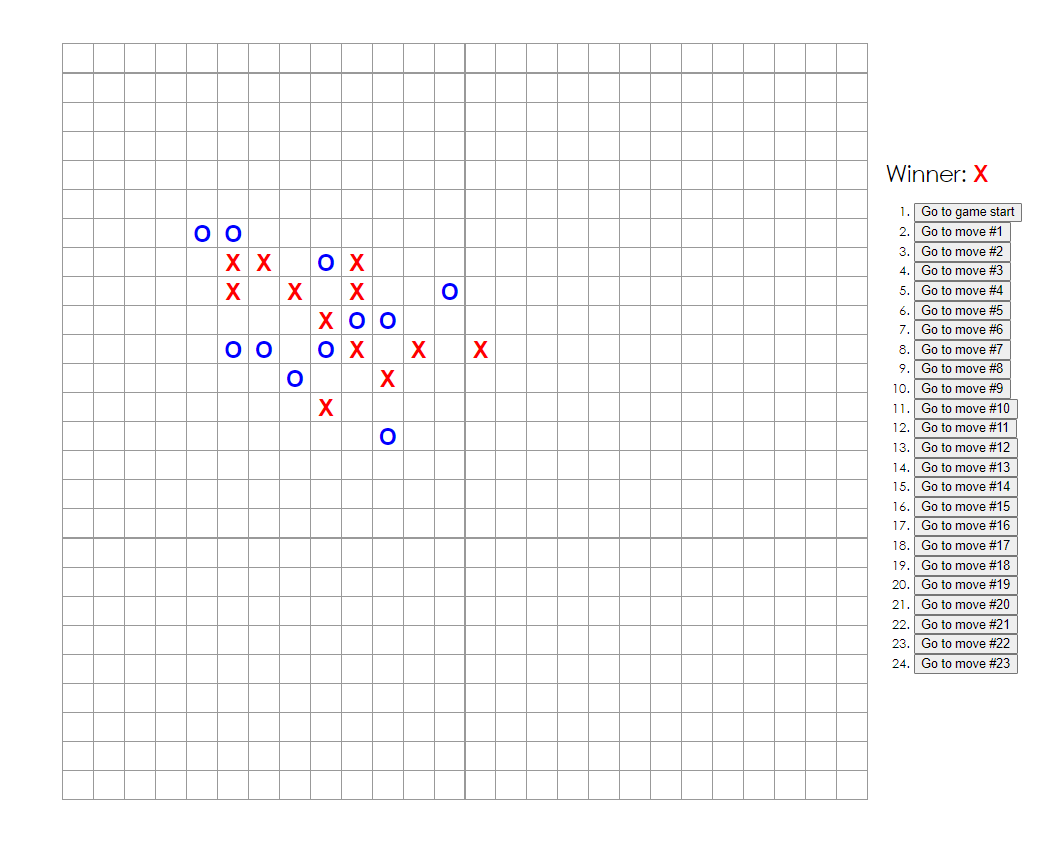 Winner: X
1. Go to game start
2. Go to move #1
3. Go to move #2
4. Go to move #3
5. Go to move #4
6. Go to move #5
7. Go to move #6
8. Go to move #7
9. Go to move #8
10. Go to move #9
11. Go to move #10
12. Go to move #11
13. Go to move #12
14. Go to move #13
15. Go to move #14
16. Go to move #15
17. Go to move #16
18. Go to move #17
19. Go to move #18
20. Go to move #19
21. Go to move #20
22. Go to move #21
23. Go to move #22
24. Go to move #23
O O
X X O X
X X X O
X O O
O O O X X X
O X
X
O